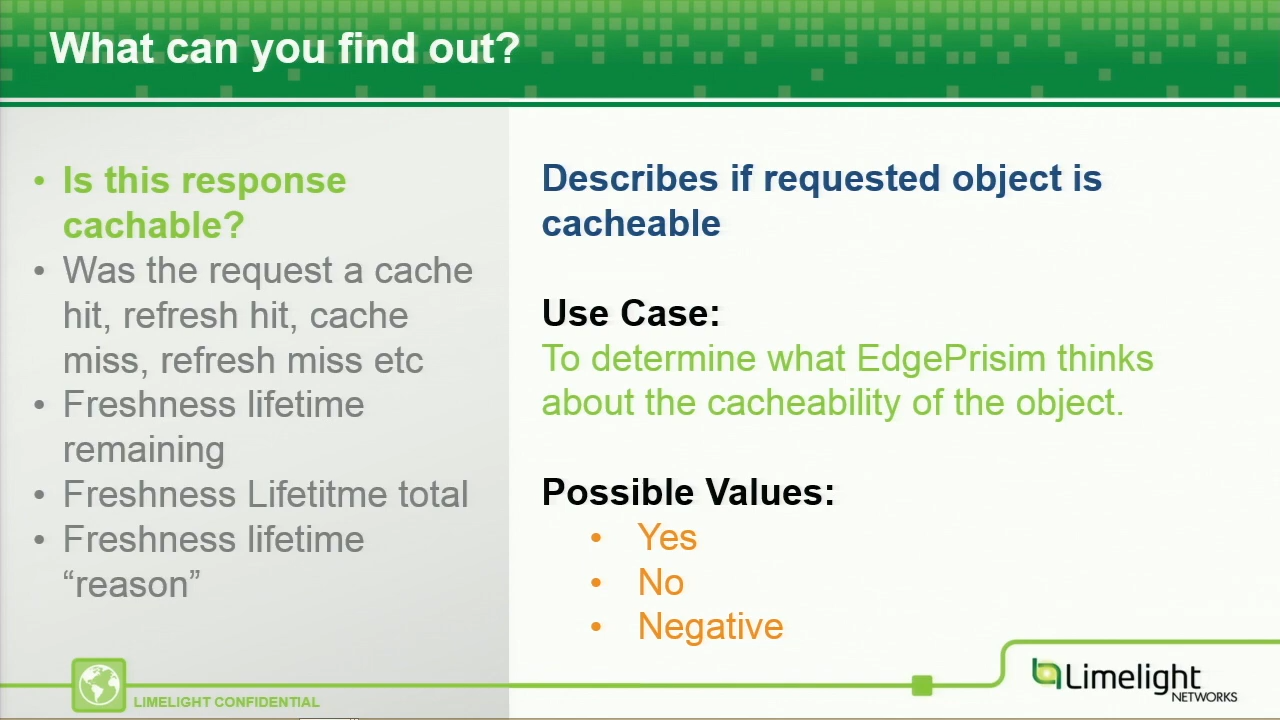 What can you find out?
• Is this response
cachable?
• Was the request a cache
hit, refresh hit, cache
miss, refresh miss etc
• Freshness lifetime
remaining
• Freshness Lifetitme total
• Freshness lifetime
“reason”
Describes if requested object is
cacheable
Use Case:
To determine what EdgePrisim thinks
about the cacheability of the object.
Possible Values:
• Yes
• No
• Negative
LIMELIGHT CONFIDENTIAL
Limelight
NETWORKS